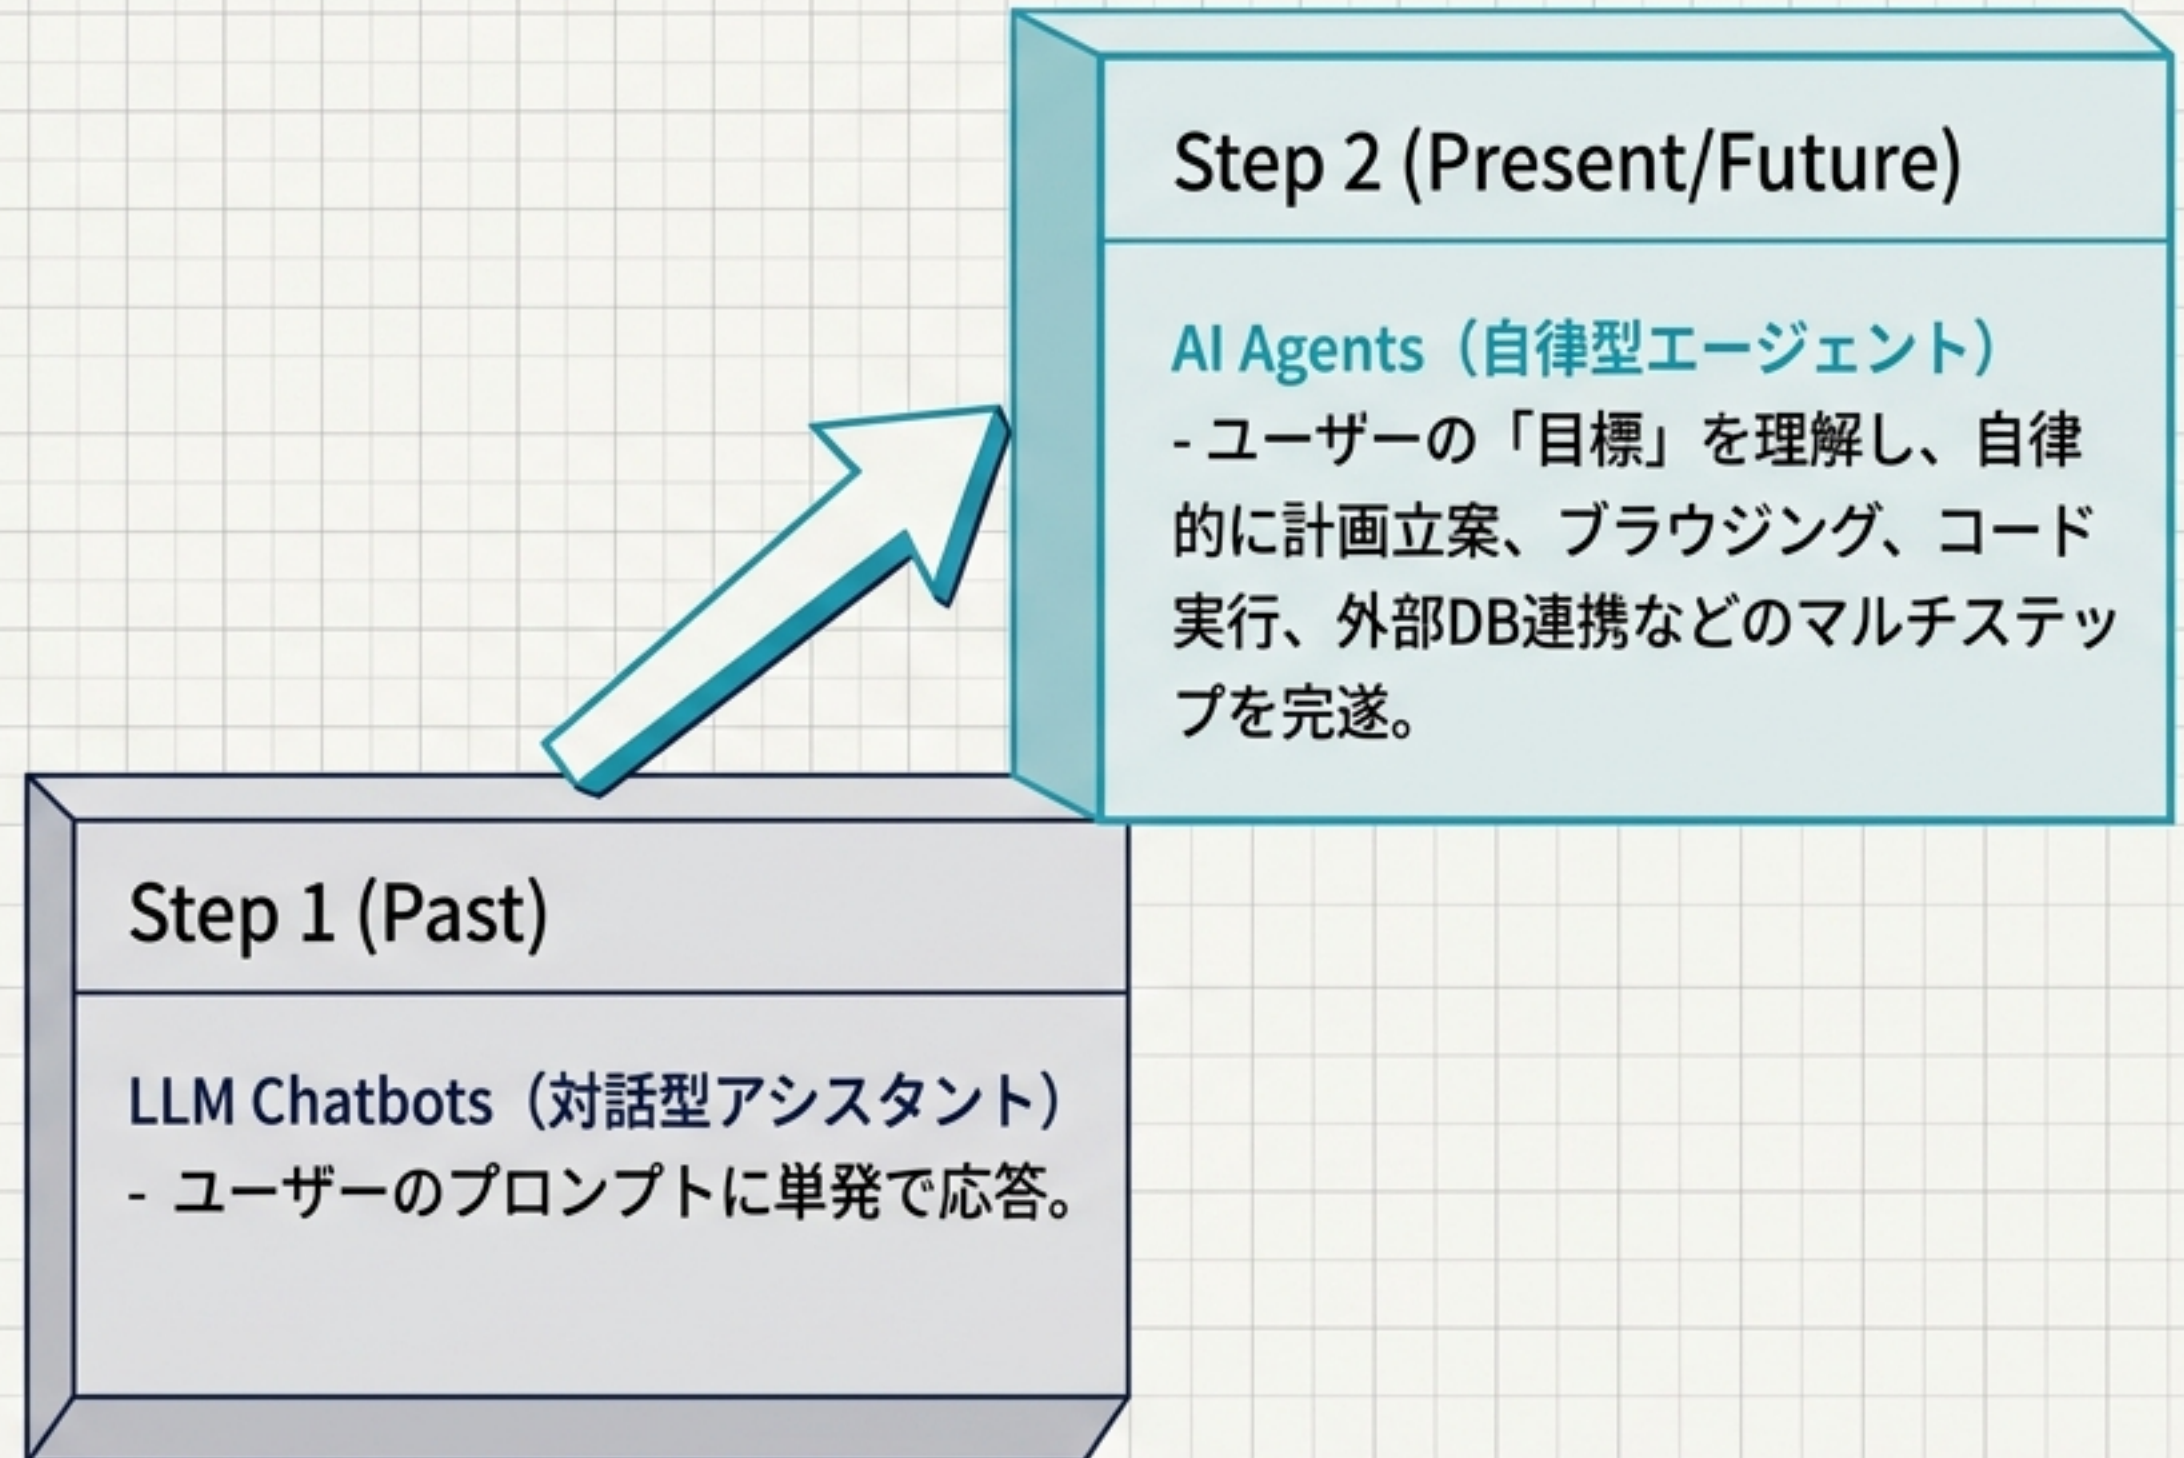 Step 2 (Present/Future)
AI Agents（自律型エージェント）
- ユーザーの「目標」を理解し、自律
的に計画立案、ブラウジング、コード
実行、外部DB連携などのマルチステッ
プを完遂。
Step 1 (Past)
LLM Chatbots（対話型アシスタント）
- ユーザーのプロンプトに単発で応答。